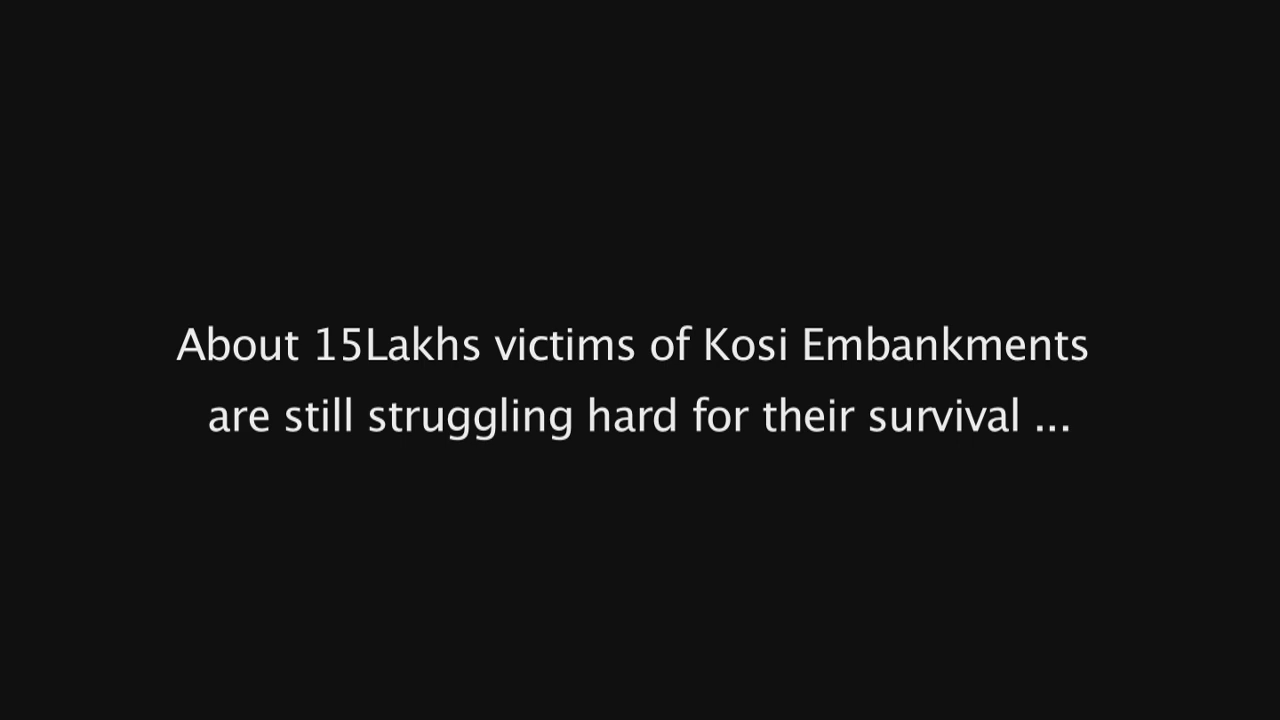 About 15Lakhs victims of Kosi Embankments
are still struggling hard for their survival ...